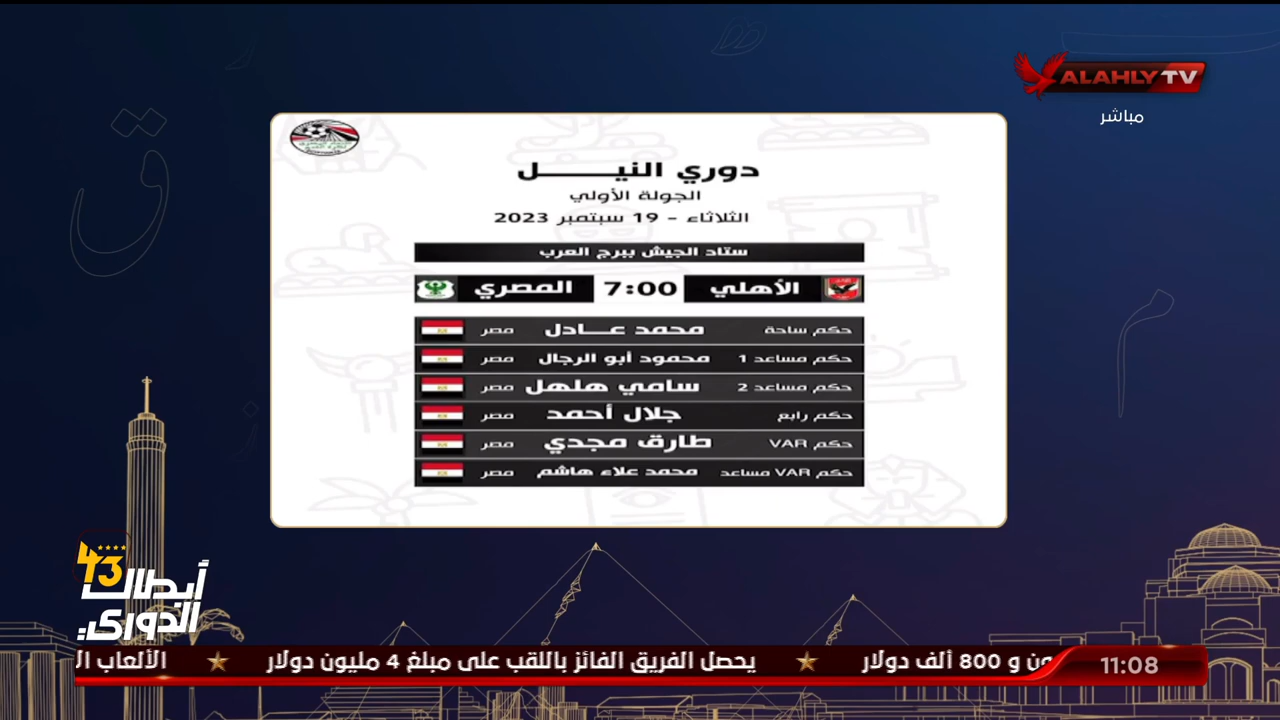 ALAHLY TV
مباشر
دوري النيـــــــل
الجولة الأولي
الثلاثاء - 19 سبتمبر 2023
ستاد الجيش ببرج العرب
الأهلي 7:00 المصري
حكم ساحة محمد عـــادل مصر
حكم مساعد 1 محمود أبو الرجال مصر
حكم مساعد 2 سامي هلهل مصر
حكم رابع جلال أحمد مصر
حكم VAR طارق مجدي مصر
حكم VAR مساعد محمد علاء هاشم مصر
43
أبطال
الدوري
ون و 800 ألف دولار ★ يحصل الفريق الفائز باللقب على مبلغ 4 مليون دولار ★ الألعاب ال
11:08
ق
م